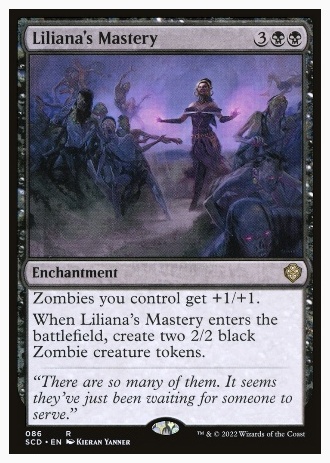 Liliana's Mastery 3
Enchantment
Zombies you control get +1/+1.
When Liliana's Mastery enters the
battlefield, create two 2/2 black
Zombie creature tokens.
“There are so many of them. It seems
they've just been waiting for someone to
serve.”
086 R
SCD • EN Kieran Yanner
™ & © 2022 Wizards of the Coast